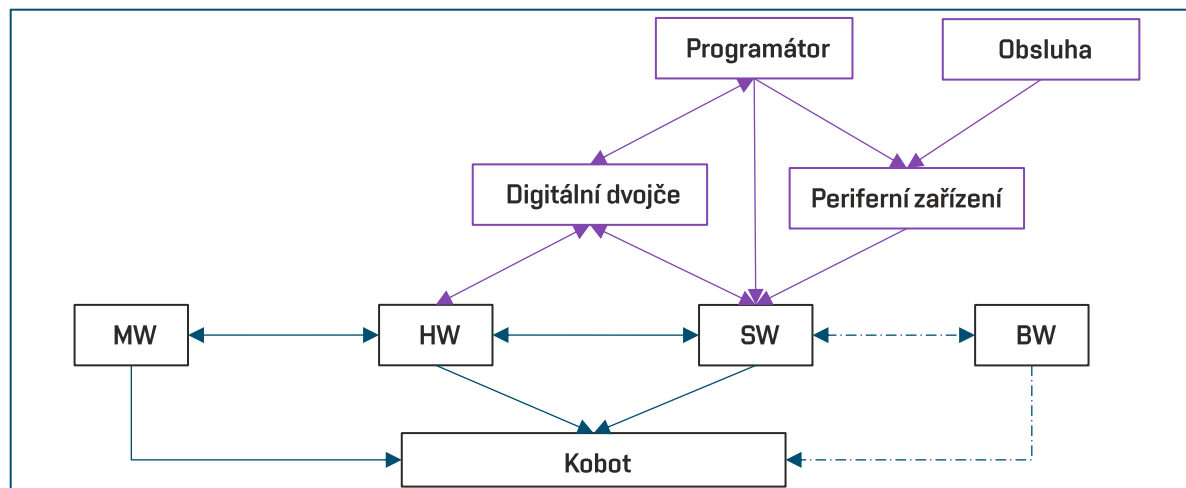 Programátor
Obsluha
Digitální dvojče
Periferní zařízení
MW
HW
SW
BW
Kobot